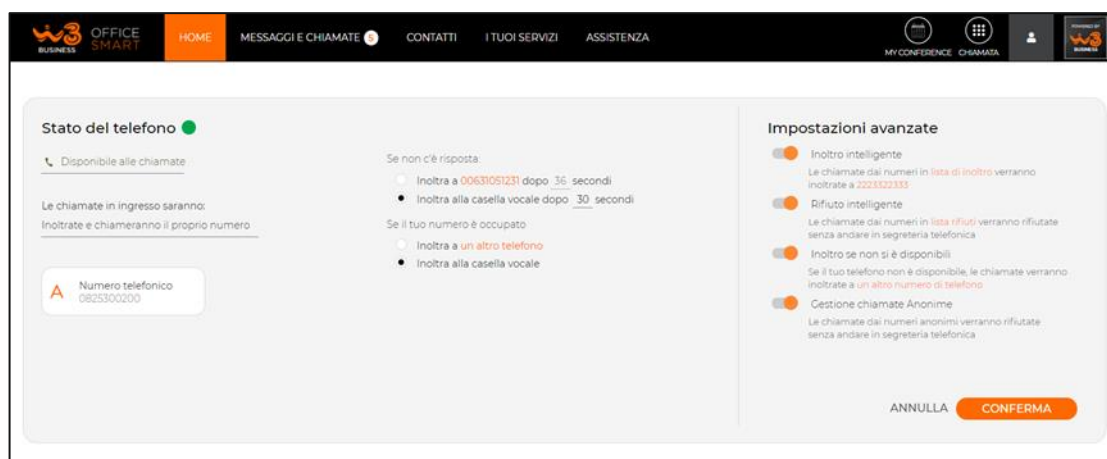 W3 OFFICE
BUSINESS SMART
HOME
MESSAGGI E CHIAMATE 5
CONTATTI
I TUOI SERVIZI
ASSISTENZA
MY CONFERENCE
CHIAMATA
POWERED BY
W3
BUSINESS
Stato del telefono
Disponibile alle chiamate
Le chiamate in ingresso saranno:
Inoltrate e chiameranno il proprio numero
A
Numero telefonico
0825300200
Se non c'è risposta:
Inoltra a 00631051231 dopo 36 secondi
Inoltra alla casella vocale dopo 30 secondi
Se il tuo numero è occupato
Inoltra a un altro telefono
Inoltra alla casella vocale
Impostazioni avanzate
Inoltro intelligente
Le chiamate dai numeri in lista di inoltro verranno
inoltrate a 2223322333
Rifiuto intelligente
Le chiamate dai numeri in lista rifiuti verranno rifiutate
senza andare in segreteria telefonica
Inoltro se non si è disponibili
Se il tuo telefono non è disponibile, le chiamate verranno
inoltrate a un altro numero di telefono
Gestione chiamate Anonime
Le chiamate dai numeri anonimi verranno rifiutate
senza andare in segreteria telefonica
ANNULLA
CONFERMA